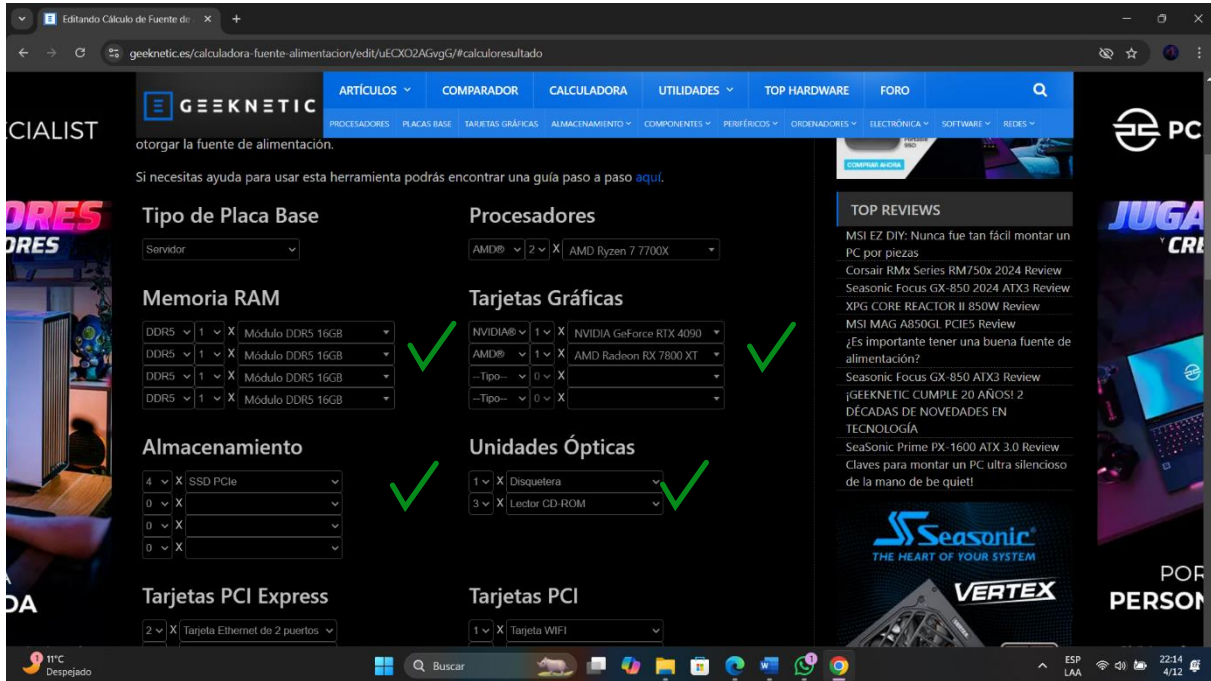 Editando Cálculo de Fuente de
geeknetic.es/calculadora-fuente-alimentacion/edit/uECXO2AGvgG/#calculoresultado
GEEKNETIC
ARTÍCULOS COMPARADOR CALCULADORA UTILIDADES TOP HARDWARE FORO
PROCESADORES PLACAS BASE TARJETAS GRÁFICAS ALMACENAMIENTO COMPONENTES PERIFÉRICOS ORDENADORES ELECTRÓNICA SOFTWARE REDES
CIALIST
PC
otorgar la fuente de alimentación.
Si necesitas ayuda para usar esta herramienta podrás encontrar una guía paso a paso aquí.
COMPRAR AHORA
ORES
DRES
JUGA
Y CRE
Tipo de Placa Base
Servidor
Procesadores
AMD® 2 X AMD Ryzen 7 7700X
Memoria RAM
DDR5 1 X Módulo DDR5 16GB
DDR5 1 X Módulo DDR5 16GB
DDR5 1 X Módulo DDR5 16GB
DDR5 1 X Módulo DDR5 16GB
Tarjetas Gráficas
NVIDIA® 1 X NVIDIA GeForce RTX 4090
AMD® 1 X AMD Radeon RX 7800 XT
--Tipo-- 0 X
--Tipo-- 0 X
Almacenamiento
4 X SSD PCIe
0 X
0 X
0 X
Unidades Ópticas
1 X Disquetera
3 X Lector CD-ROM
Tarjetas PCI Express
2 X Tarjeta Ethernet de 2 puertos
Tarjetas PCI
1 X Tarjeta WIFI
TOP REVIEWS
MSI EZ DIY: Nunca fue tan fácil montar un
PC por piezas
Corsair RMx Series RM750x 2024 Review
Seasonic Focus GX-850 2024 ATX3 Review
XPG CORE REACTOR II 850W Review
MSI MAG A850GL PCIE5 Review
¿Es importante tener una buena fuente de
alimentación?
Seasonic Focus GX-850 ATX3 Review
¡GEEKNETIC CUMPLE 20 AÑOS! 2
DÉCADAS DE NOVEDADES EN
TECNOLOGÍA
SeaSonic Prime PX-1600 ATX 3.0 Review
Claves para montar un PC ultra silencioso
de la mano de be quiet!
Seasonic
THE HEART OF YOUR SYSTEM
VERTEX
DA
POR
PERSON
1
11°C
Despejado
Buscar
1
ESP
LAA
22:14
4/12